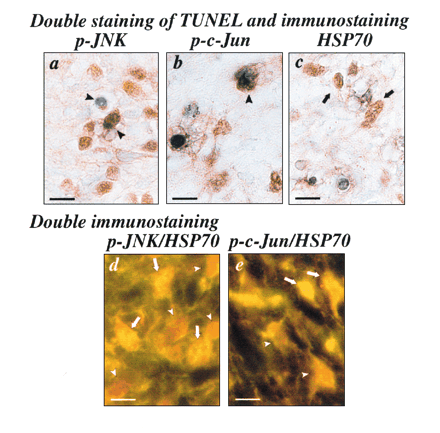 Double staining of TUNEL and immunostaining
p-JNK p-c-Jun HSP70
a b c
Double immunostaining
p-JNK/HSP70 p-c-Jun/HSP70
d e